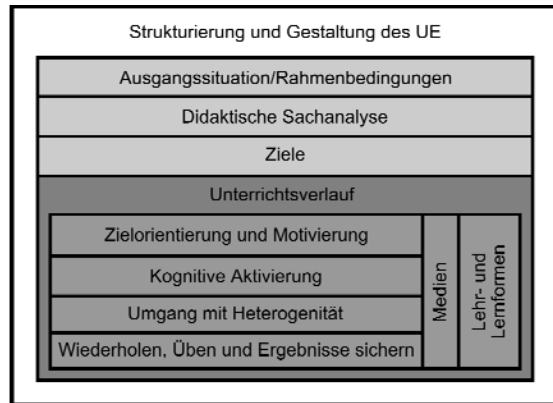 Strukturierung und Gestaltung des UE
Ausgangssituation/Rahmenbedingungen
Didaktische Sachanalyse
Ziele
Unterrichtsverlauf
Zielorientierung und Motivierung
Kognitive Aktivierung
Umgang mit Heterogenität
Wiederholen, Üben und Ergebnisse sichern
Medien
Lehr- und
Lernformen